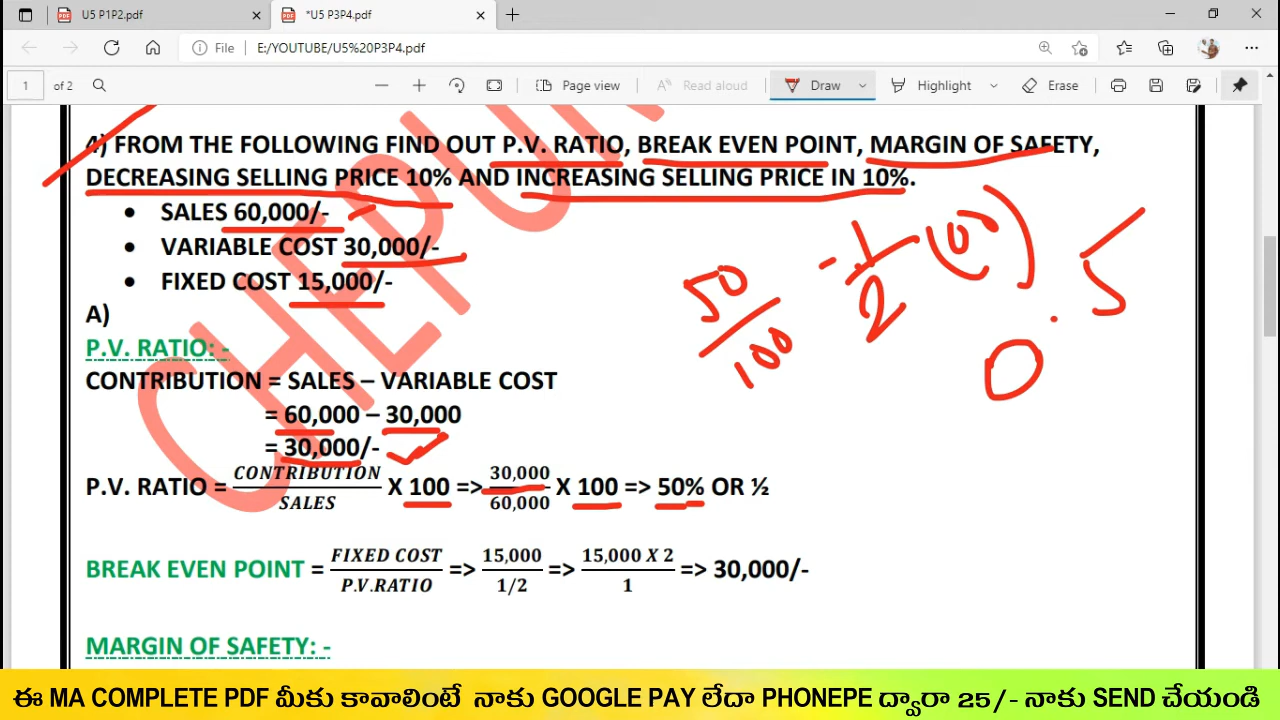 U5 P1P2.pdf
*U5 P3P4.pdf
File E:/YOUTUBE/U5%20P3P4.pdf
1 of 2 Page view Read aloud Draw Highlight Erase
4) FROM THE FOLLOWING FIND OUT P.V. RATIO, BREAK EVEN POINT, MARGIN OF SAFETY,
DECREASING SELLING PRICE 10% AND INCREASING SELLING PRICE IN 10%.
• SALES 60,000/-
• VARIABLE COST 30,000/-
• FIXED COST 15,000/-
50/100 1/2 (100) 0.5
A)
P.V. RATIO: -
CONTRIBUTION = SALES – VARIABLE COST
= 60,000 – 30,000
= 30,000/-
P.V. RATIO = CONTRIBUTION/SALES X 100 => 30,000/60,000 X 100 => 50% OR ½
BREAK EVEN POINT = FIXED COST/P.V.RATIO => 15,000/1/2 => 15,000 X 2/1 => 30,000/-
MARGIN OF SAFETY: -
CHEPUR
ఈ MA COMPLETE PDF మీకు కావాలింటే నాకు GOOGLE PAY లేదా PHONEPE ద్వారా 25/- నాకు SEND చేయండి